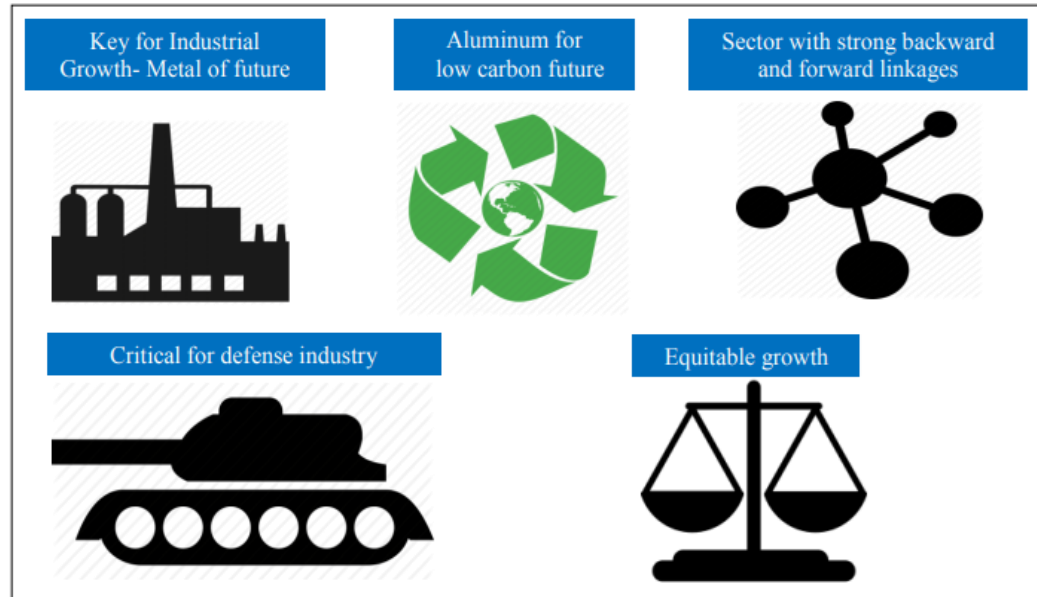 Key for Industrial
Growth- Metal of future
Aluminum for
low carbon future
Sector with strong backward
and forward linkages
Critical for defense industry
Equitable growth